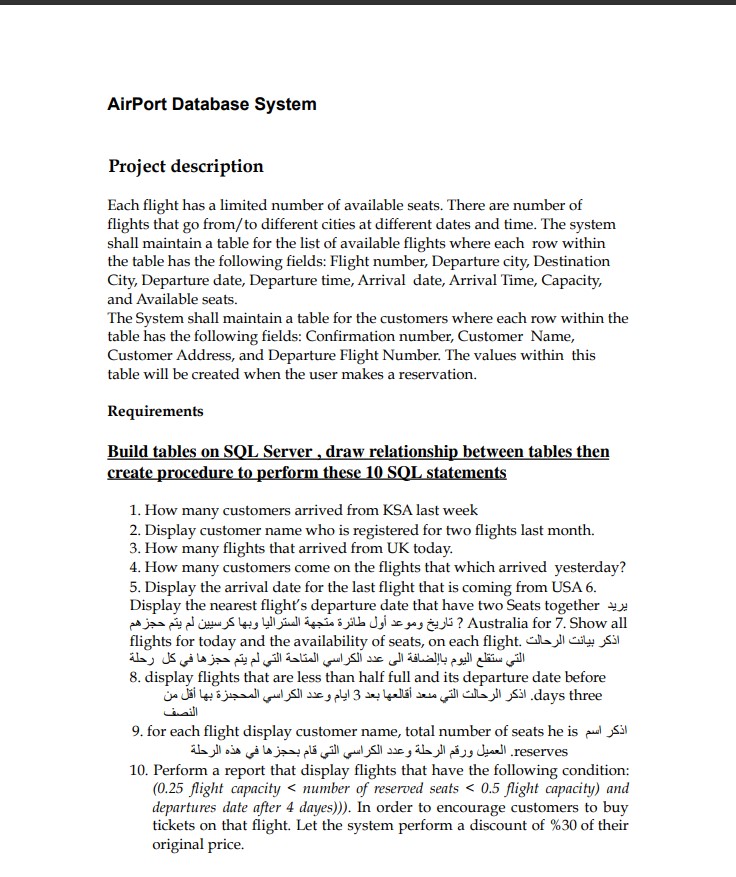 AirPort Database System
Project description
Each flight has a limited number of available seats. There are number of
flights that go from/to different cities at different dates and time. The system
shall maintain a table for the list of available flights where each row within
the table has the following fields: Flight number, Departure city, Destination
City, Departure date, Departure time, Arrival date, Arrival Time, Capacity,
and Available seats.
The System shall maintain a table for the customers where each row within the
table has the following fields: Confirmation number, Customer Name,
Customer Address, and Departure Flight Number. The values within this
table will be created when the user makes a reservation.
Requirements
Build tables on SQL Server , draw relationship between tables then
create procedure to perform these 10 SQL statements
1. How many customers arrived from KSA last week
2. Display customer name who is registered for two flights last month.
3. How many flights that arrived from UK today.
4. How many customers come on the flights that which arrived yesterday?
5. Display the arrival date for the last flight that is coming from USA 6.
Display the nearest flight's departure date that have two Seats together يريد
تاريخ وموعد أول طائرة متجهة الستراليا وبها كرسيين لم يتم حجزهم ? Australia for 7. Show all
flights for today and the availability of seats, on each flight. اذكر بيانت الرحالت
التي ستقلع اليوم باإلضافة الى عدد الكراسي المتاحة التي لم يتم حجزها في كل رحلة
8. display flights that are less than half full and its departure date before
days three. اذكر الرحالت التي منعد أقالعها بعد 3 ايام وعدد الكراسي المحجنزة بها أقل من
النصف
9. for each flight display customer name, total number of seats he is اذكر اسم
العميل ورقم الرحلة وعدد الكراسي التي قام بحجزها في هذه الرحلة .reserves
10. Perform a report that display flights that have the following condition:
(0.25 flight capacity < number of reserved seats < 0.5 flight capacity) and
departures date after 4 dayes))). In order to encourage customers to buy
tickets on that flight. Let the system perform a discount of %30 of their
original price.